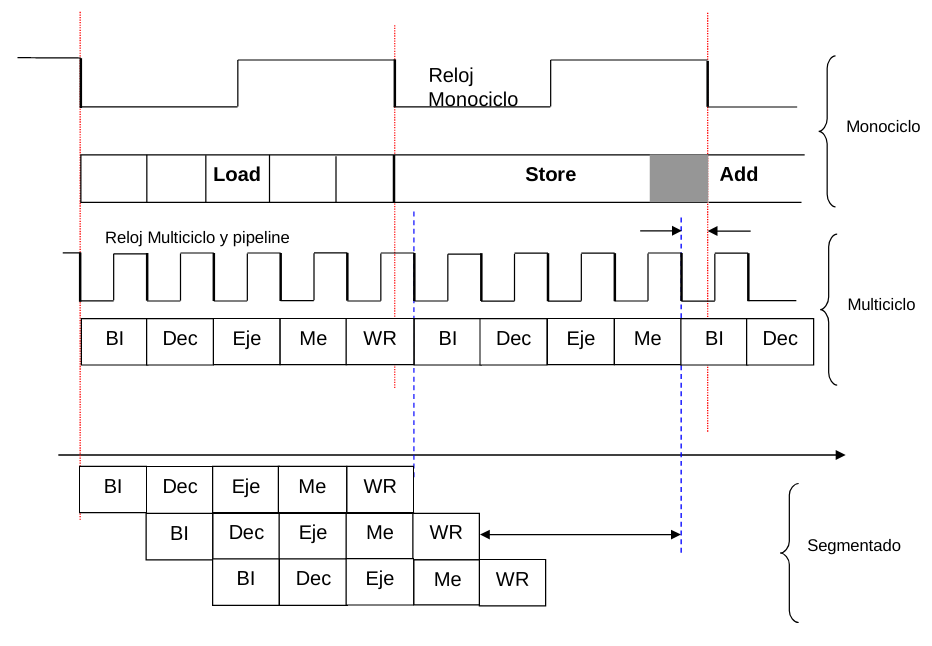 Reloj
Monociclo
Monociclo
Load Store Add
Reloj Multiciclo y pipeline
Multiciclo
BI Dec Eje Me WR BI Dec Eje Me BI Dec
BI Dec Eje Me WR
BI Dec Eje Me WR
Segmentado
BI Dec Eje Me WR